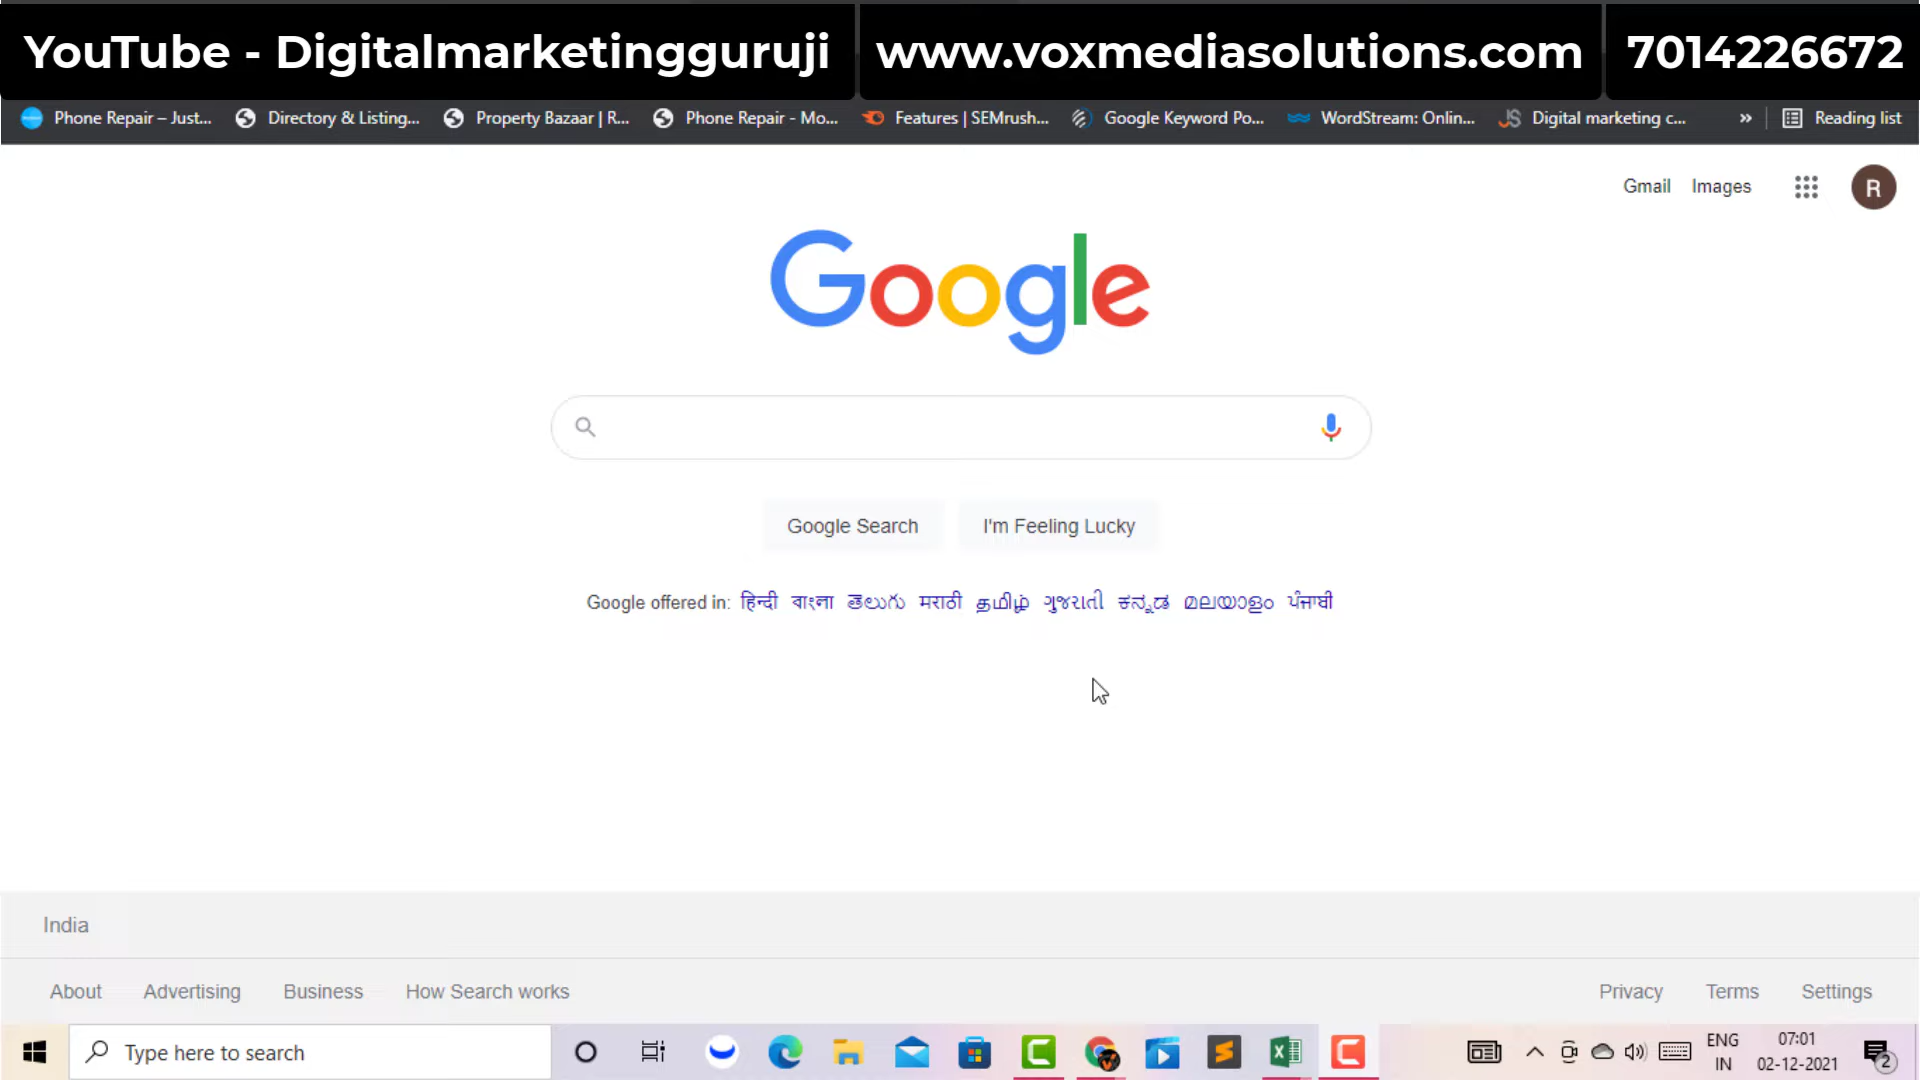 YouTube - Digitalmarketingguruji www.voxmediasolutions.com 7014226672
Phone Repair – Just... Directory & Listing... Property Bazaar | R... Phone Repair - Mo... Features | SEMrush... Google Keyword Po... WordStream: Onlin... JS Digital marketing c... » Reading list
Gmail Images R
Google
Google Search I'm Feeling Lucky
Google offered in: हिन्दी বাংলা తెలుగు मराठी தமிழ் ગુજરાતી ಕನ್ನಡ മലയാളം ਪੰਜਾਬੀ
India
About Advertising Business How Search works Privacy Terms Settings
Type here to search ENG 07:01
IN 02-12-2021 2